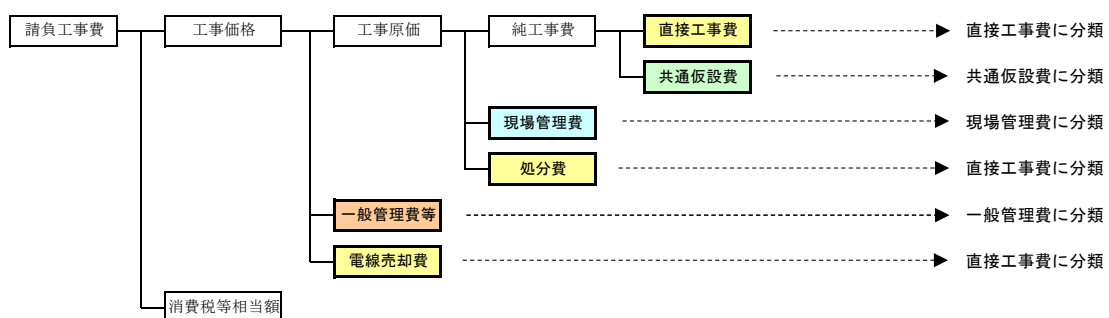 請負工事費 工事価格 工事原価 純工事費 直接工事費 直接工事費に分類
共通仮設費 共通仮設費に分類
現場管理費 現場管理費に分類
処分費 直接工事費に分類
一般管理費等 一般管理費に分類
電線売却費 直接工事費に分類
消費税等相当額